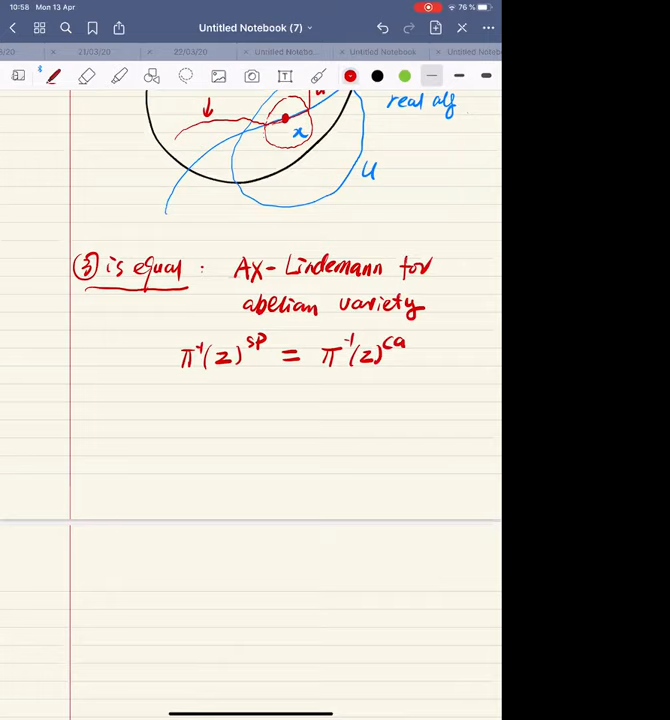 10:58 Mon 13 Apr
76 %
Untitled Notebook (7)
21/03/20
22/03/20
Untitled Notebo...
Untitled Notebook
Untitled Notebook
real alg
x
U
③ is equal : Ax-Lindemann for
abelian variety
π⁻¹(z)^sp = π⁻¹(z)^ca